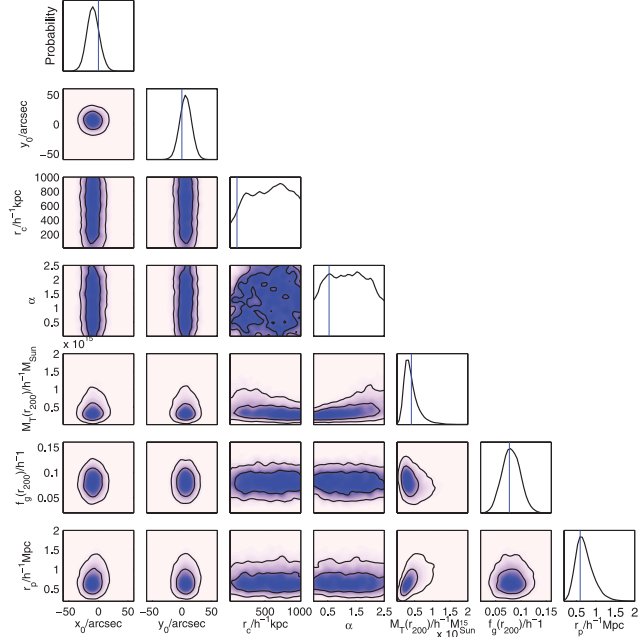 Probability
y₀/arcsec
50
0
−50
r_c/h⁻¹kpc
1000
800
600
400
200
α
2.5
2
1.5
1
0.5
x 10¹⁵
M_T(r₂₀₀)/h⁻¹M_Sun
2
1.5
1
0.5
f_g(r₂₀₀)/h⁻¹
0.15
0.1
0.05
r_p/h⁻¹Mpc
2
1.5
1
0.5
−50 0 50
x₀/arcsec
−50 0 50
y₀/arcsec
500 1000
r_c/h⁻¹kpc
0.5 1.5 2.5
α
0.5 1 1.5 2
M_T(r₂₀₀)/h⁻¹M_Sun
x 10¹⁵
0.05 0.1 0.15
f_g(r₂₀₀)/h⁻¹
0.5 1 1.5 2
r_p/h⁻¹Mpc